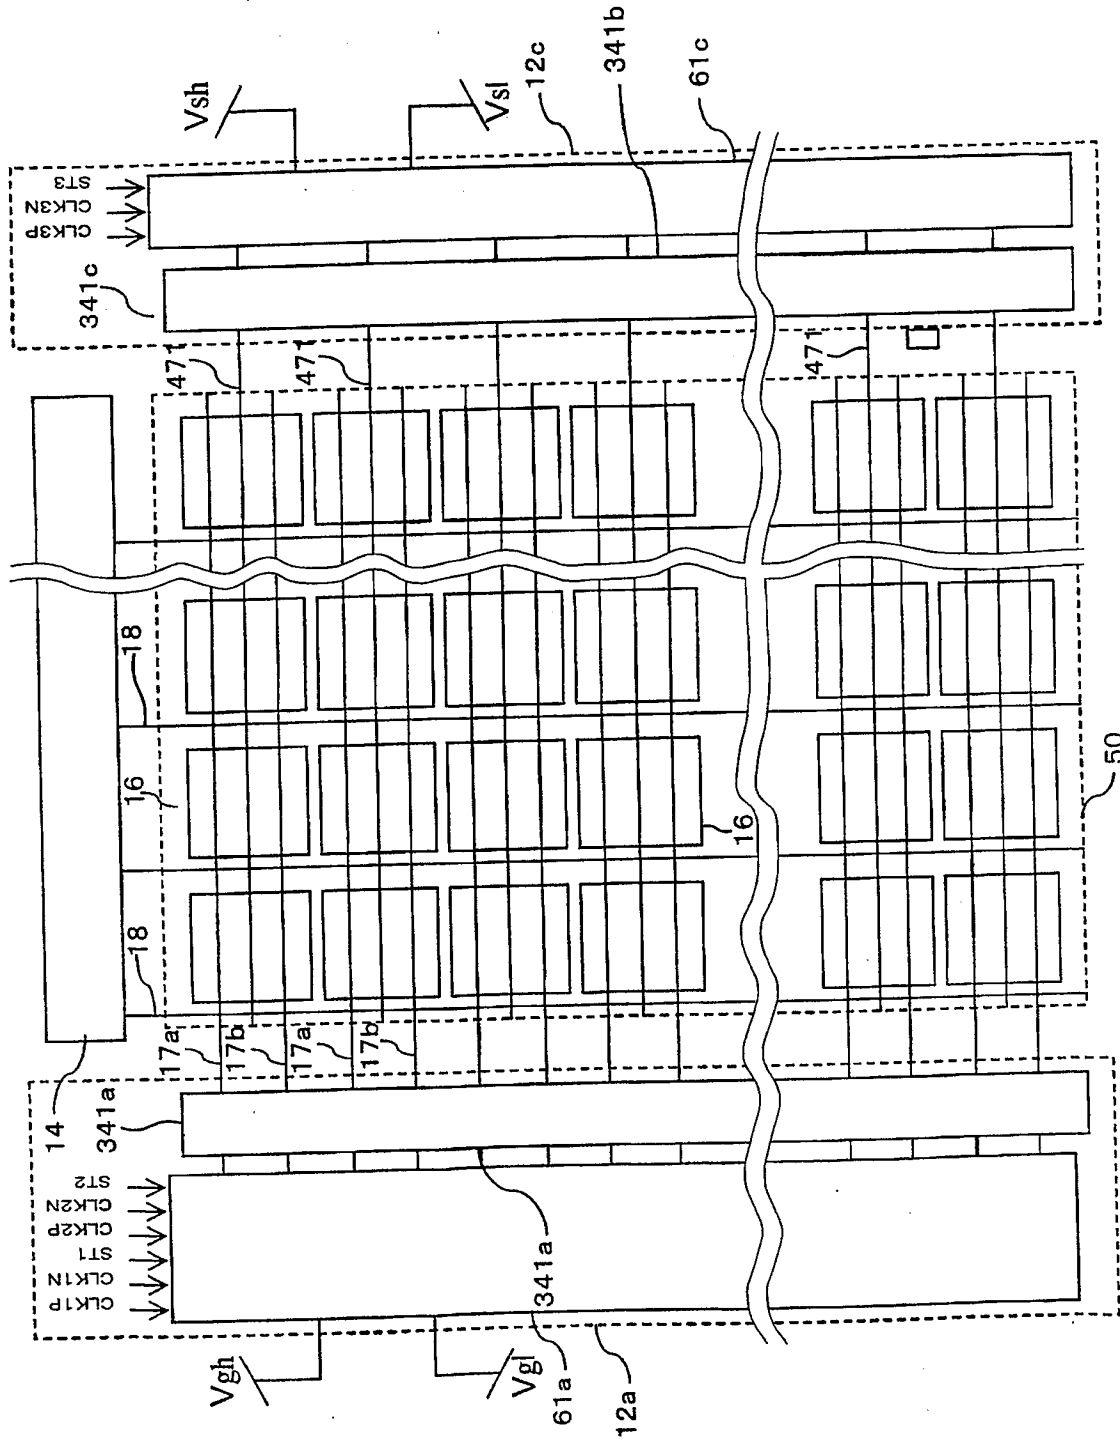 Vsh
Vsl
12c
341b
61c
ST3
CLK3N
CLK3P
341c
471
471
471
18
16
16
18
50
14
17a
17b
17a
17b
341a
ST2
CLK2N
CLK2P
ST1
CLK1N
CLK1P
341a
61a
12a
Vgh
Vgl